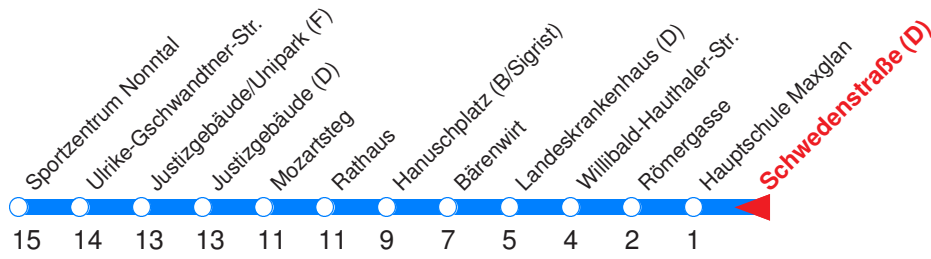 Sportzentrum Nonntal
Ulrike-Gschwandtner-Str.
Justizgebäude/Unipark (F)
Justizgebäude (D)
Mozartsteg
Rathaus
Hanuschplatz (B/Sigrist)
Bärenwirt
Landeskrankenhaus (D)
Willibald-Hauthaler-Str.
Römergasse
Hauptschule Maxglan
Schwedenstraße (D)
15 14 13 13 11 11 9 7 5 4 2 1